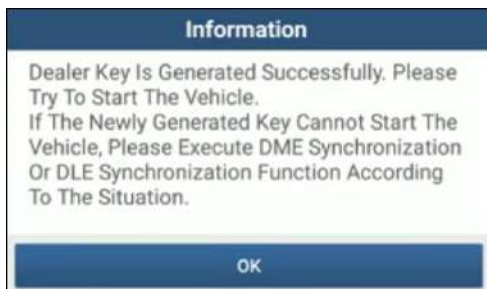 Information
Dealer Key Is Generated Successfully. Please
Try To Start The Vehicle.
If The Newly Generated Key Cannot Start The
Vehicle, Please Execute DME Synchronization
Or DLE Synchronization Function According
To The Situation.
OK